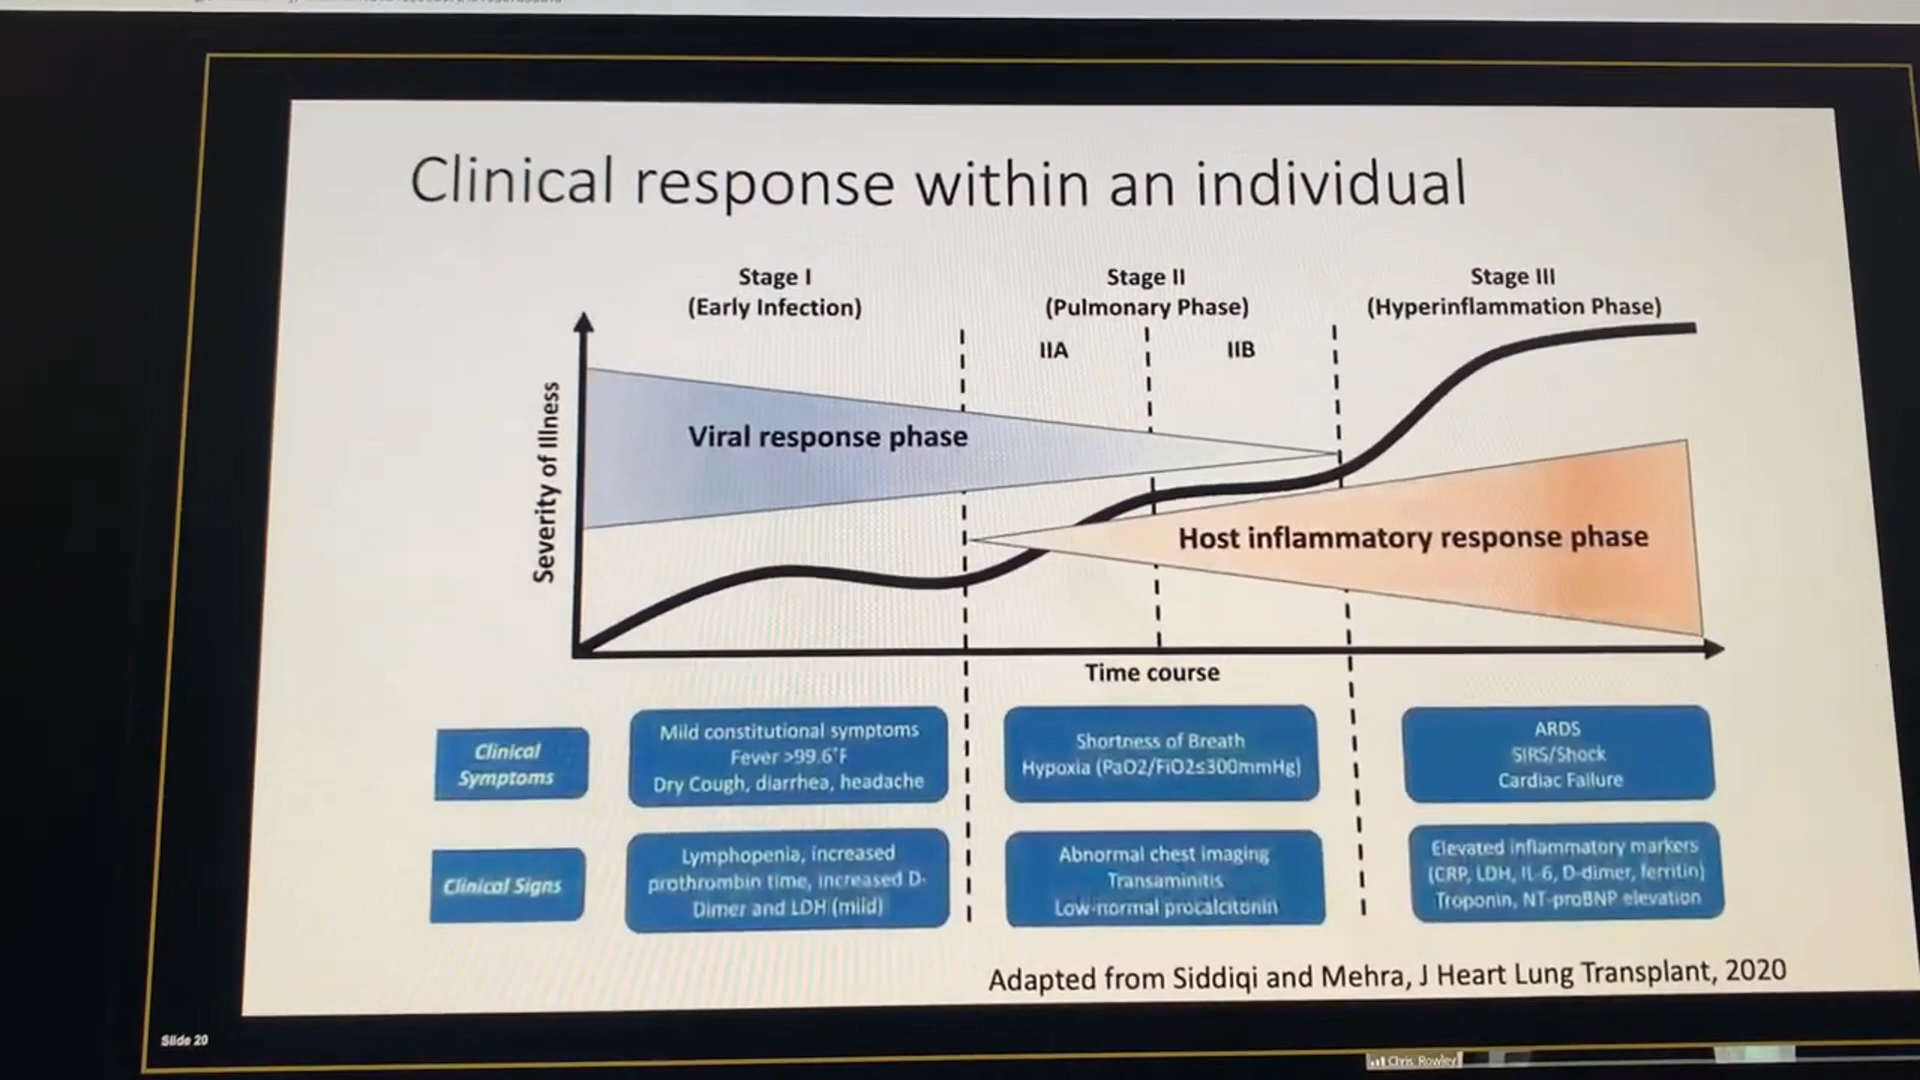 Clinical response within an individual
Stage I
(Early Infection)
Stage II
(Pulmonary Phase)
Stage III
(Hyperinflammation Phase)
IIA
IIB
Severity of Illness
Viral response phase
Host inflammatory response phase
Time course
Clinical
Symptoms
Mild constitutional symptoms
Fever >99.6°F
Dry Cough, diarrhea, headache
Shortness of Breath
Hypoxia (PaO2/FiO2≤300mmHg)
ARDS
SIRS/Shock
Cardiac Failure
Clinical Signs
Lymphopenia, increased
prothrombin time, increased D-
Dimer and LDH (mild)
Abnormal chest imaging
Transaminitis
Low-normal procalcitonin
Elevated inflammatory markers
(CRP, LDH, IL-6, D-dimer, ferritin)
Troponin, NT-proBNP elevation
Adapted from Siddiqi and Mehra, J Heart Lung Transplant, 2020
Slide 20
Chris Rowley